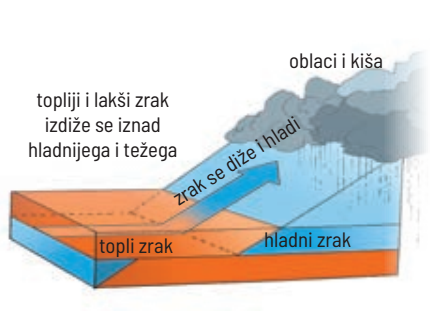 oblaci i kiša
topliji i lakši zrak
izdiže se iznad
hladnijega i težega
zrak se diže i hladi
topli zrak
hladni zrak